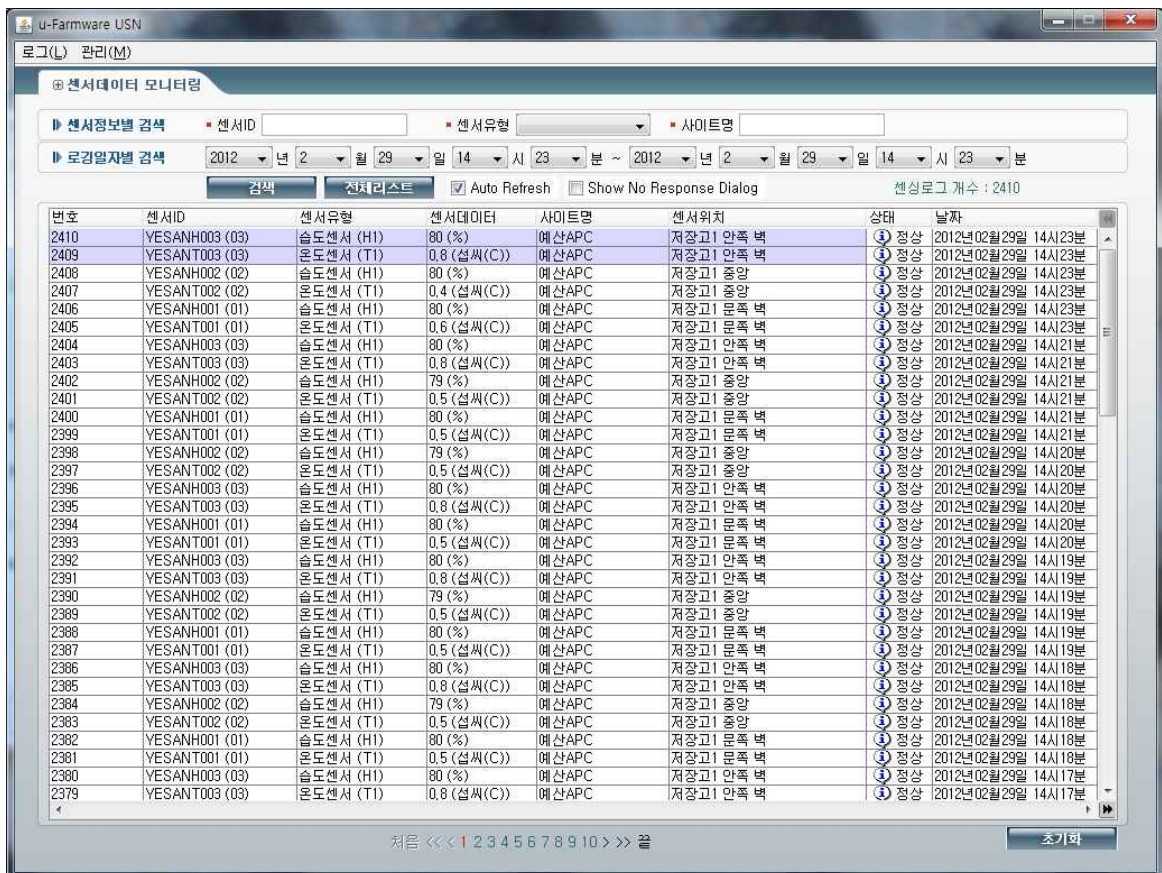 u-Farmware USN
로그(L) 관리(M)
센서데이터 모니터링
센서정보별 검색 센서ID 센서유형 사이트명
로깅일자별 검색 2012 년 2 월 29 일 14 시 23 분 ~ 2012 년 2 월 29 일 14 시 23 분
검색 전체리스트 Auto Refresh Show No Response Dialog 센싱로그 개수 : 2410
번호 센서ID 센서유형 센서데이터 사이트명 센서위치 상태 날짜
2410 YESANH003 (03) 습도센서 (H1) 80 (%) 예산APC 저장고1 안쪽 벽 정상 2012년02월29일 14시23분
2409 YESANT003 (03) 온도센서 (T1) 0,8 (섭씨(C)) 예산APC 저장고1 안쪽 벽 정상 2012년02월29일 14시23분
2408 YESANH002 (02) 습도센서 (H1) 80 (%) 예산APC 저장고1 중앙 정상 2012년02월29일 14시23분
2407 YESANT002 (02) 온도센서 (T1) 0,4 (섭씨(C)) 예산APC 저장고1 중앙 정상 2012년02월29일 14시23분
2406 YESANH001 (01) 습도센서 (H1) 80 (%) 예산APC 저장고1 문쪽 벽 정상 2012년02월29일 14시23분
2405 YESANT001 (01) 온도센서 (T1) 0,6 (섭씨(C)) 예산APC 저장고1 문쪽 벽 정상 2012년02월29일 14시23분
2404 YESANH003 (03) 습도센서 (H1) 80 (%) 예산APC 저장고1 안쪽 벽 정상 2012년02월29일 14시21분
2403 YESANT003 (03) 온도센서 (T1) 0,8 (섭씨(C)) 예산APC 저장고1 안쪽 벽 정상 2012년02월29일 14시21분
2402 YESANH002 (02) 습도센서 (H1) 79 (%) 예산APC 저장고1 중앙 정상 2012년02월29일 14시21분
2401 YESANT002 (02) 온도센서 (T1) 0,5 (섭씨(C)) 예산APC 저장고1 중앙 정상 2012년02월29일 14시21분
2400 YESANH001 (01) 습도센서 (H1) 80 (%) 예산APC 저장고1 문쪽 벽 정상 2012년02월29일 14시21분
2399 YESANT001 (01) 온도센서 (T1) 0,5 (섭씨(C)) 예산APC 저장고1 문쪽 벽 정상 2012년02월29일 14시21분
2398 YESANH002 (02) 습도센서 (H1) 79 (%) 예산APC 저장고1 중앙 정상 2012년02월29일 14시20분
2397 YESANT002 (02) 온도센서 (T1) 0,5 (섭씨(C)) 예산APC 저장고1 중앙 정상 2012년02월29일 14시20분
2396 YESANH003 (03) 습도센서 (H1) 80 (%) 예산APC 저장고1 안쪽 벽 정상 2012년02월29일 14시20분
2395 YESANT003 (03) 온도센서 (T1) 0,8 (섭씨(C)) 예산APC 저장고1 안쪽 벽 정상 2012년02월29일 14시20분
2394 YESANH001 (01) 습도센서 (H1) 80 (%) 예산APC 저장고1 문쪽 벽 정상 2012년02월29일 14시20분
2393 YESANT001 (01) 온도센서 (T1) 0,5 (섭씨(C)) 예산APC 저장고1 문쪽 벽 정상 2012년02월29일 14시20분
2392 YESANH003 (03) 습도센서 (H1) 80 (%) 예산APC 저장고1 안쪽 벽 정상 2012년02월29일 14시19분
2391 YESANT003 (03) 온도센서 (T1) 0,8 (섭씨(C)) 예산APC 저장고1 안쪽 벽 정상 2012년02월29일 14시19분
2390 YESANH002 (02) 습도센서 (H1) 79 (%) 예산APC 저장고1 중앙 정상 2012년02월29일 14시19분
2389 YESANT002 (02) 온도센서 (T1) 0,5 (섭씨(C)) 예산APC 저장고1 중앙 정상 2012년02월29일 14시19분
2388 YESANH001 (01) 습도센서 (H1) 80 (%) 예산APC 저장고1 문쪽 벽 정상 2012년02월29일 14시19분
2387 YESANT001 (01) 온도센서 (T1) 0,5 (섭씨(C)) 예산APC 저장고1 문쪽 벽 정상 2012년02월29일 14시19분
2386 YESANH003 (03) 습도센서 (H1) 80 (%) 예산APC 저장고1 안쪽 벽 정상 2012년02월29일 14시18분
2385 YESANT003 (03) 온도센서 (T1) 0,8 (섭씨(C)) 예산APC 저장고1 안쪽 벽 정상 2012년02월29일 14시18분
2384 YESANH002 (02) 습도센서 (H1) 79 (%) 예산APC 저장고1 중앙 정상 2012년02월29일 14시18분
2383 YESANT002 (02) 온도센서 (T1) 0,5 (섭씨(C)) 예산APC 저장고1 중앙 정상 2012년02월29일 14시18분
2382 YESANH001 (01) 습도센서 (H1) 80 (%) 예산APC 저장고1 문쪽 벽 정상 2012년02월29일 14시18분
2381 YESANT001 (01) 온도센서 (T1) 0,5 (섭씨(C)) 예산APC 저장고1 문쪽 벽 정상 2012년02월29일 14시18분
2380 YESANH003 (03) 습도센서 (H1) 80 (%) 예산APC 저장고1 안쪽 벽 정상 2012년02월29일 14시17분
2379 YESANT003 (03) 온도센서 (T1) 0,8 (섭씨(C)) 예산APC 저장고1 안쪽 벽 정상 2012년02월29일 14시17분
처음 << < 1 2 3 4 5 6 7 8 9 10 > >> 끝 초기화